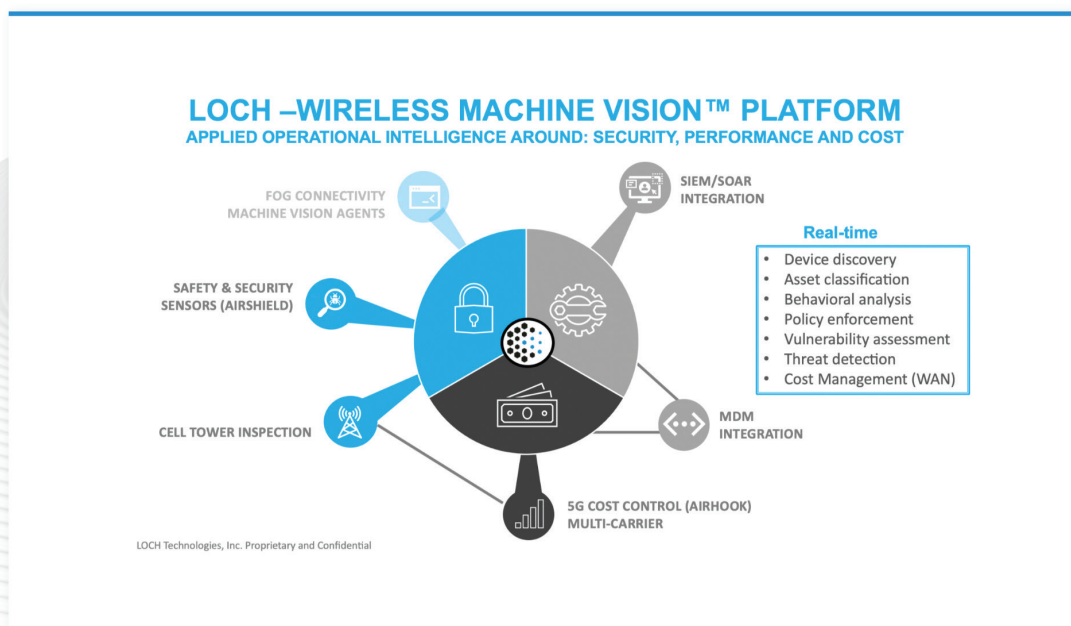 LOCH –WIRELESS MACHINE VISION™ PLATFORM
APPLIED OPERATIONAL INTELLIGENCE AROUND: SECURITY, PERFORMANCE AND COST
FOG CONNECTIVITY
MACHINE VISION AGENTS
SIEM/SOAR
INTEGRATION
SAFETY & SECURITY
SENSORS (AIRSHIELD)
Real-time
• Device discovery
• Asset classification
• Behavioral analysis
• Policy enforcement
• Vulnerability assessment
• Threat detection
• Cost Management (WAN)
CELL TOWER INSPECTION
MDM
INTEGRATION
5G COST CONTROL (AIRHOOK)
MULTI-CARRIER
LOCH Technologies, Inc. Proprietary and Confidential